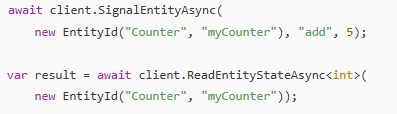 await client.SignalEntityAsync(
    new EntityId("Counter", "myCounter"), "add", 5);
var result = await client.ReadEntityStateAsync<int>(
    new EntityId("Counter", "myCounter"));